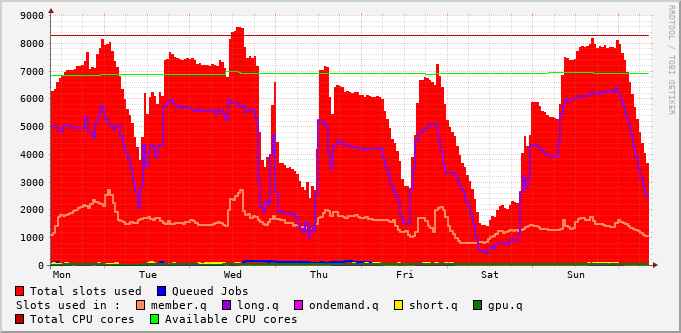 9000
8000
7000
6000
5000
4000
3000
2000
1000
0
Mon Tue Wed Thu Fri Sat Sun
RRDTOOL / TOBI OETIKER
Total slots used Queued Jobs
Slots used in : member.q long.q ondemand.q short.q gpu.q
Total CPU cores Available CPU cores